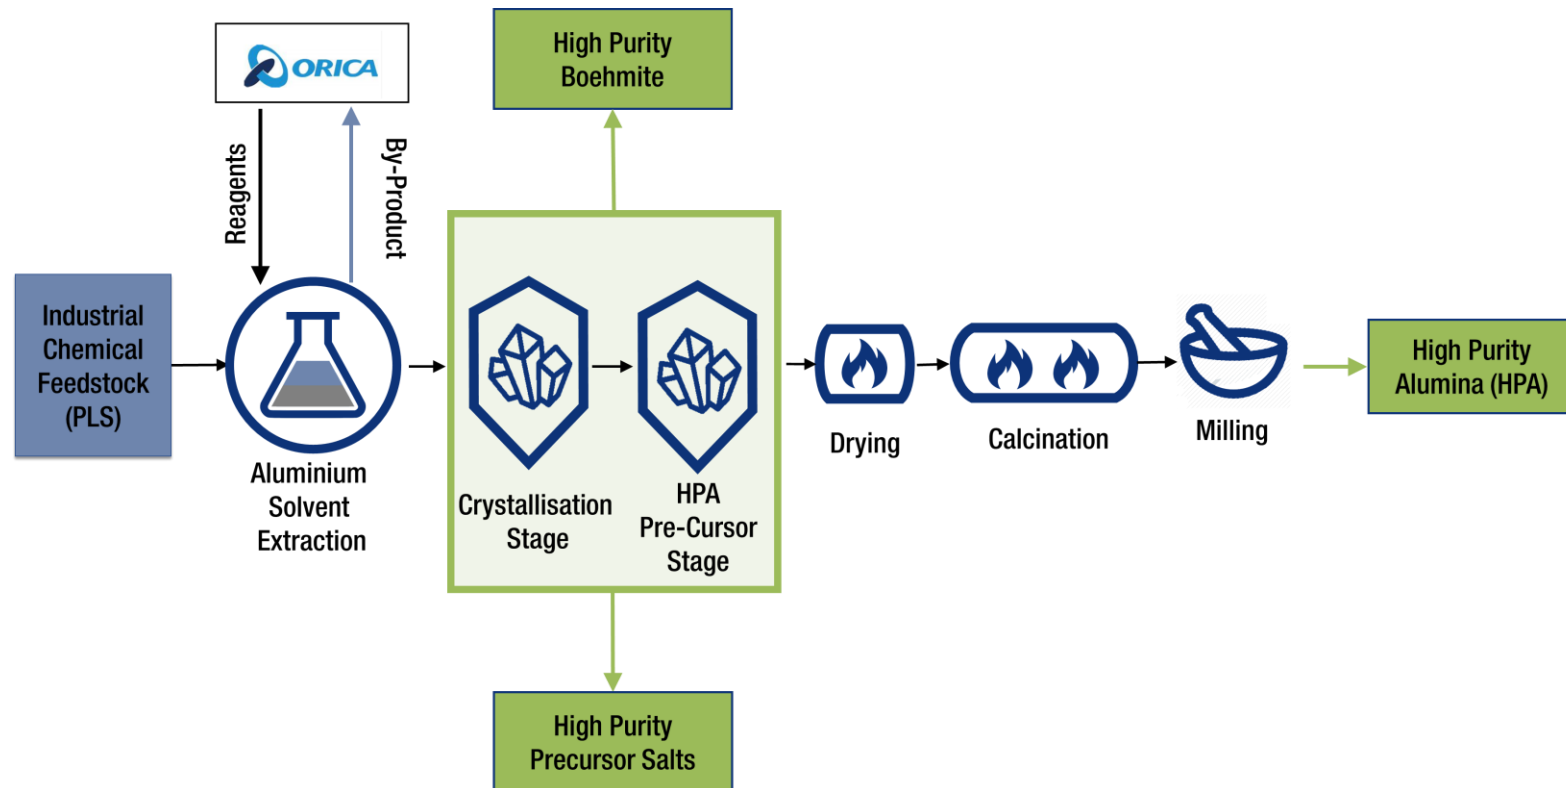 ORICA
High Purity
Boehmite
Reagents
By-Product
Industrial
Chemical
Feedstock
(PLS)
Aluminium
Solvent
Extraction
Crystallisation
Stage
HPA
Pre-Cursor
Stage
Drying
Calcination
Milling
High Purity
Alumina (HPA)
High Purity
Precursor Salts